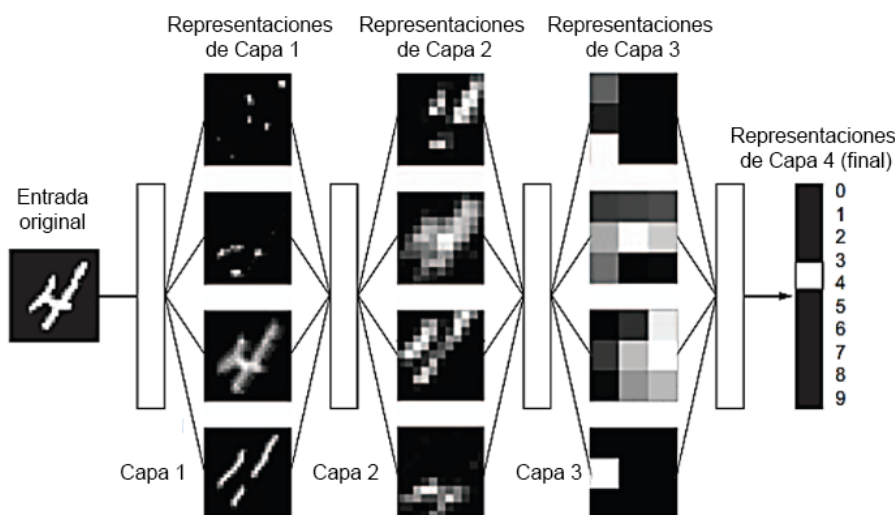 Representaciones
de Capa 1
Representaciones
de Capa 2
Representaciones
de Capa 3
Representaciones
de Capa 4 (final)
Entrada
original
0
1
2
3
4
5
6
7
8
9
Capa 1
Capa 2
Capa 3